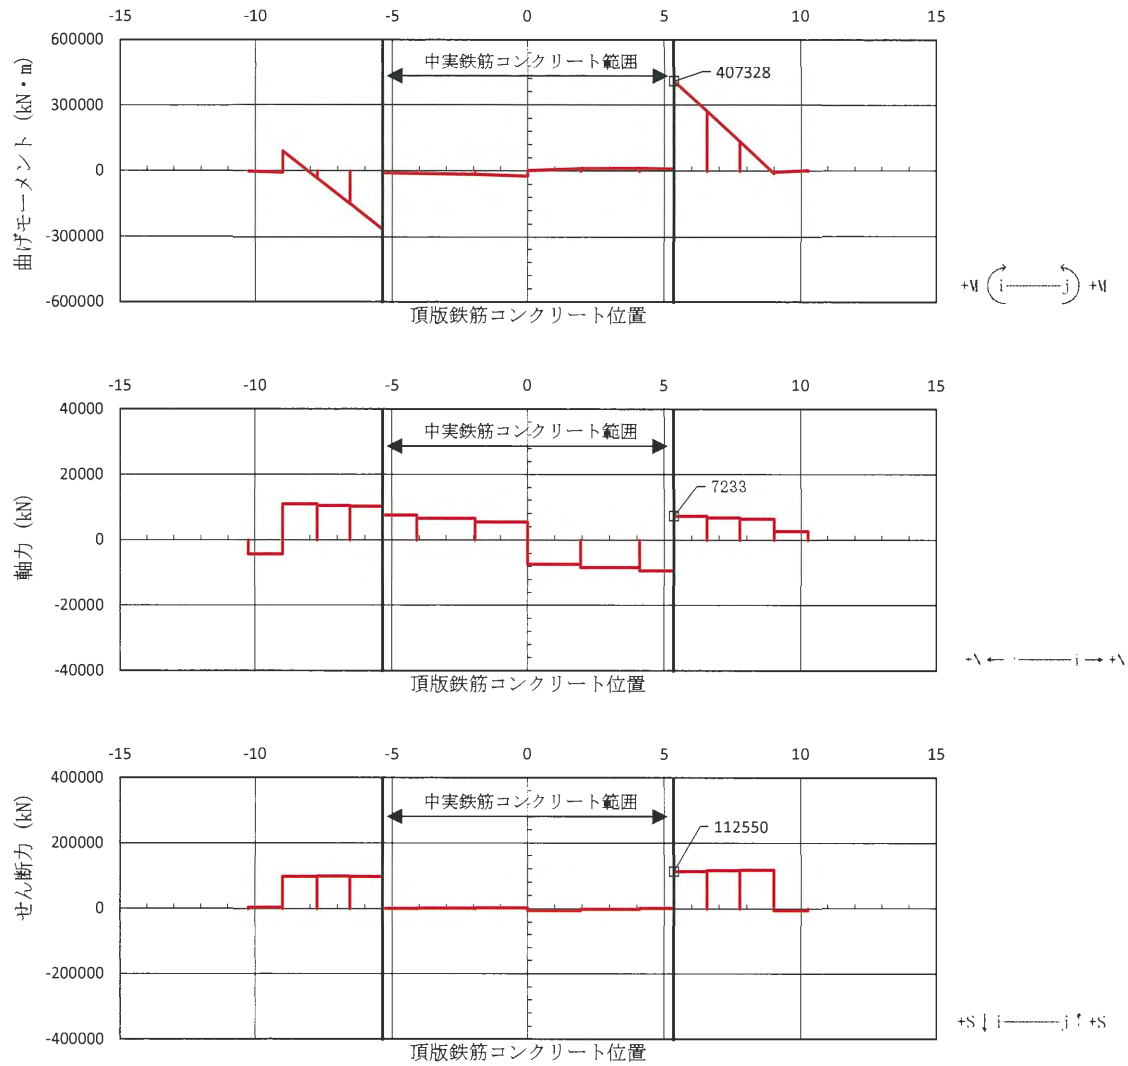 -15 -10 -5 0 5 10 15
曲げモーメント (kN・m)
600000
中実鉄筋コンクリート範囲
407328
300000
0
-300000
-600000
頂版鉄筋コンクリート位置
+M i j +M
-15 -10 -5 0 5 10 15
軸力 (kN)
40000
中実鉄筋コンクリート範囲
20000
7233
0
-20000
-40000
頂版鉄筋コンクリート位置
-15 -10 -5 0 5 10 15
せん断力 (kN)
400000
中実鉄筋コンクリート範囲
200000
112550
0
-200000
-400000
頂版鉄筋コンクリート位置
+S i j +S